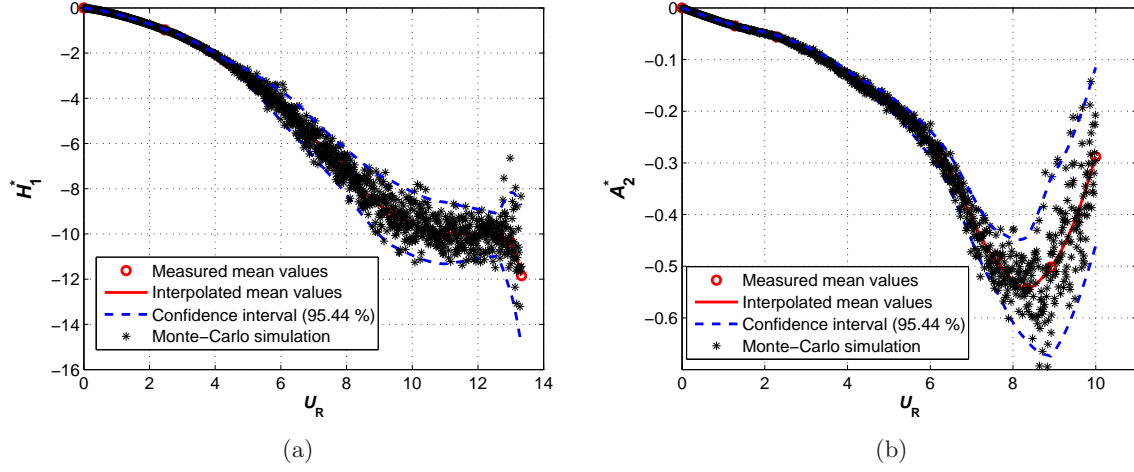 0
−2
−4
−6
−8
−10
−12
−14
−16
0 2 4 6 8 10 12 14
H*1
UR
Measured mean values
Interpolated mean values
Confidence interval (95.44 %)
Monte−Carlo simulation
(a)
0
−0.1
−0.2
−0.3
−0.4
−0.5
−0.6
0 2 4 6 8 10
A*2
UR
Measured mean values
Interpolated mean values
Confidence interval (95.44 %)
Monte−Carlo simulation
(b)